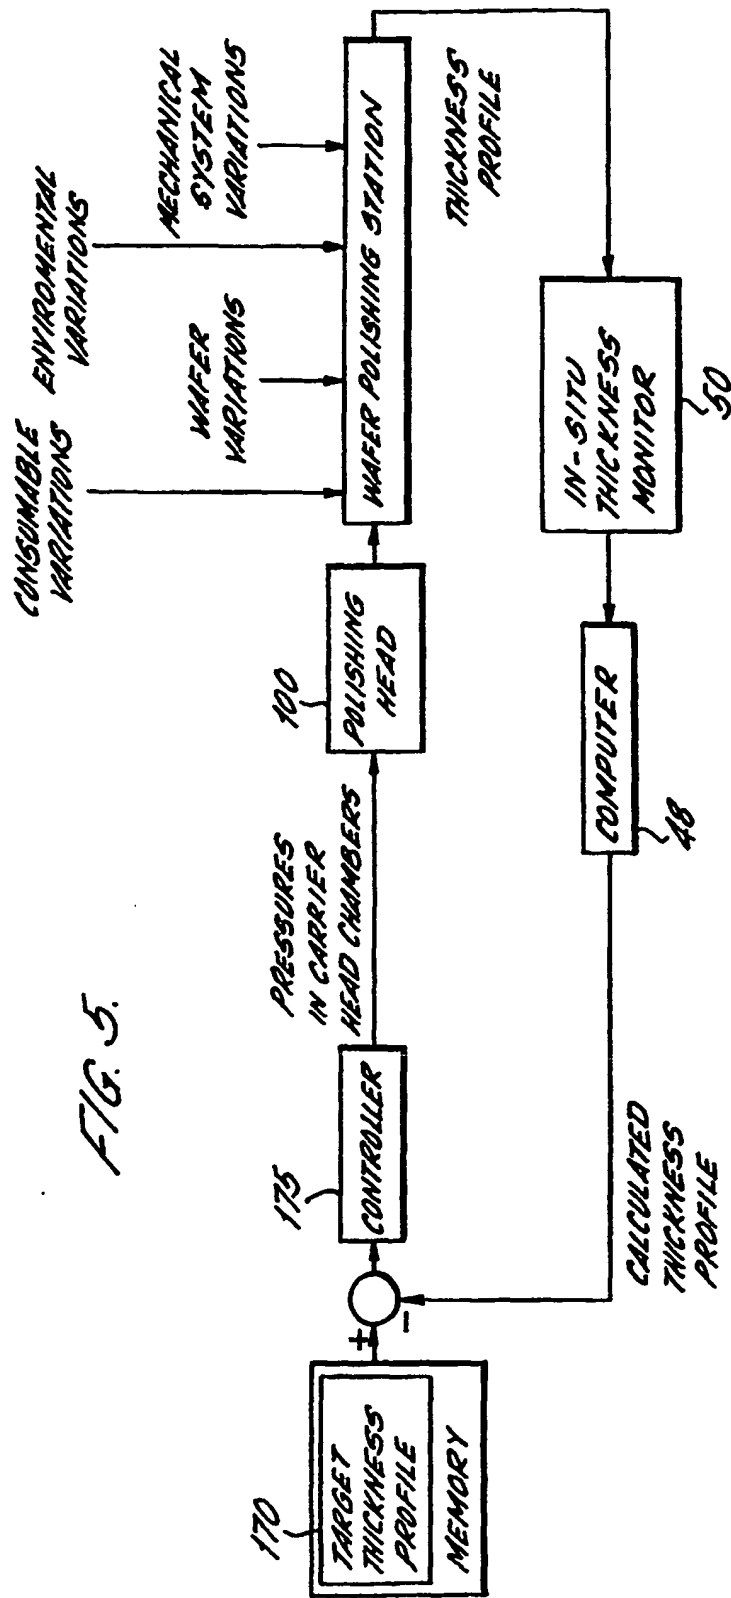 FIG. 5.
CONSUMABLE
VARIATIONS
ENVIROMENTAL
VARIATIONS
WAFER
VARIATIONS
MECHANICAL
SYSTEM
VARIATIONS
170
TARGET
THICKNESS
PROFILE
MEMORY
+
-
175
CONTROLLER
PRESSURES
IN CARRIER
HEAD CHAMBERS
100
POLISHING
HEAD
WAFER POLISHING STATION
THICKNESS
PROFILE
IN-SITU
THICKNESS
MONITOR
50
COMPUTER
48
CALCULATED
THICKNESS
PROFILE